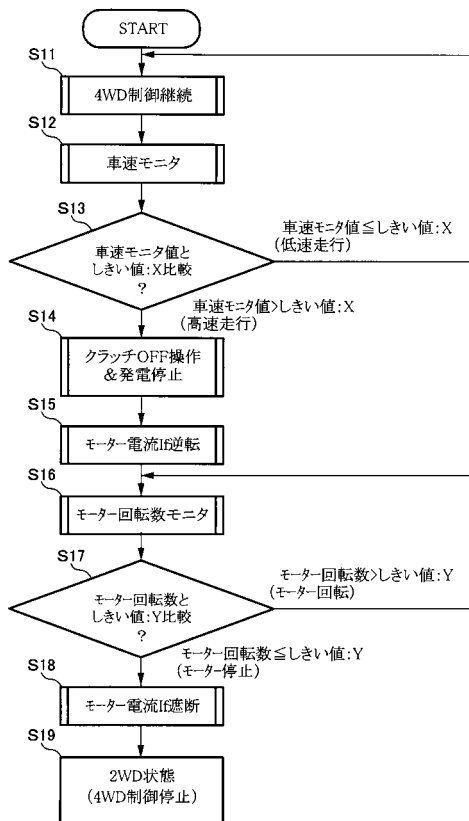 START
S11
4WD制御継続
S12
車速モニタ
S13
車速モニタ値と
しきい値:X比較
?
車速モニタ値≦しきい値:X
(低速走行)
車速モニタ値>しきい値:X
(高速走行)
S14
クラッチOFF操作
&発電停止
S15
モーター電流If逆転
S16
モーター回転数モニタ
S17
モーター回転数と
しきい値:Y比較
?
モーター回転数>しきい値:Y
(モーター回転)
モーター回転数≦しきい値:Y
(モーター停止)
S18
モーター電流If遮断
S19
2WD状態
(4WD制御停止)